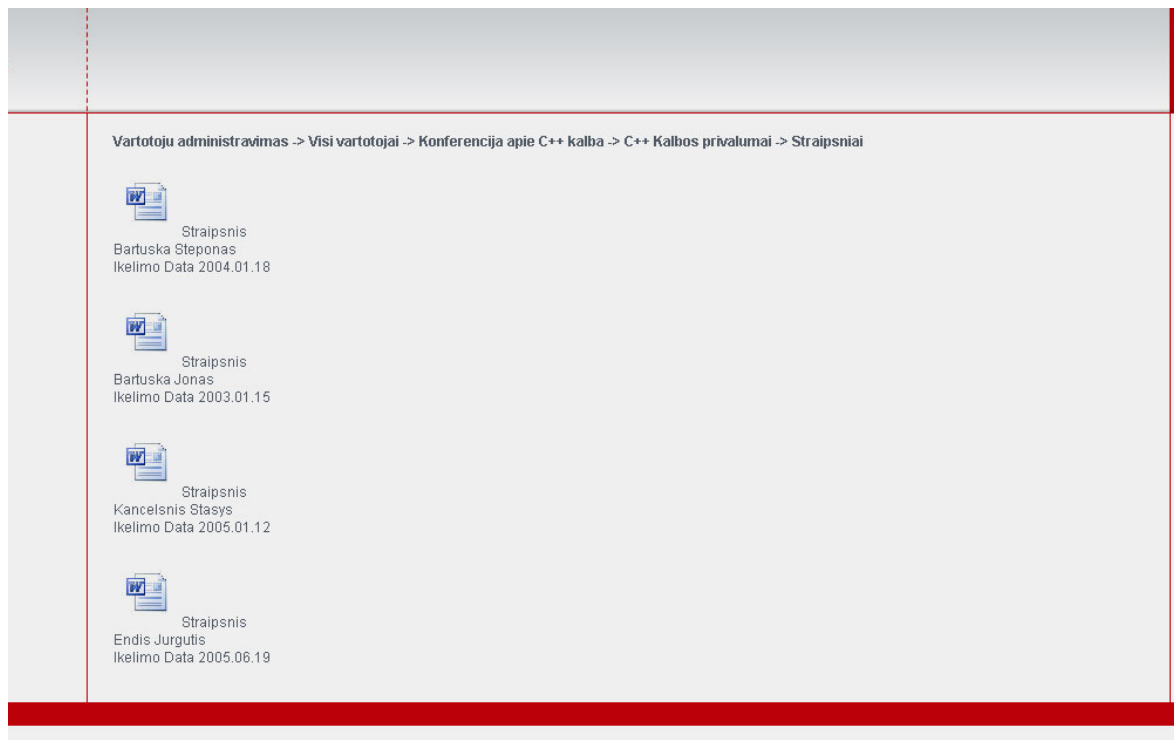 Vartotoju administravimas -> Visi vartotojai -> Konferencija apie C++ kalba -> C++ Kalbos privalumai -> Straipsniai
Straipsnis
Bartuska Steponas
Ikelimo Data 2004.01.18
Straipsnis
Bartuska Jonas
Ikelimo Data 2003.01.15
Straipsnis
Kancelsnis Stasys
Ikelimo Data 2005.01.12
Straipsnis
Endis Jurgutis
Ikelimo Data 2005.06.19